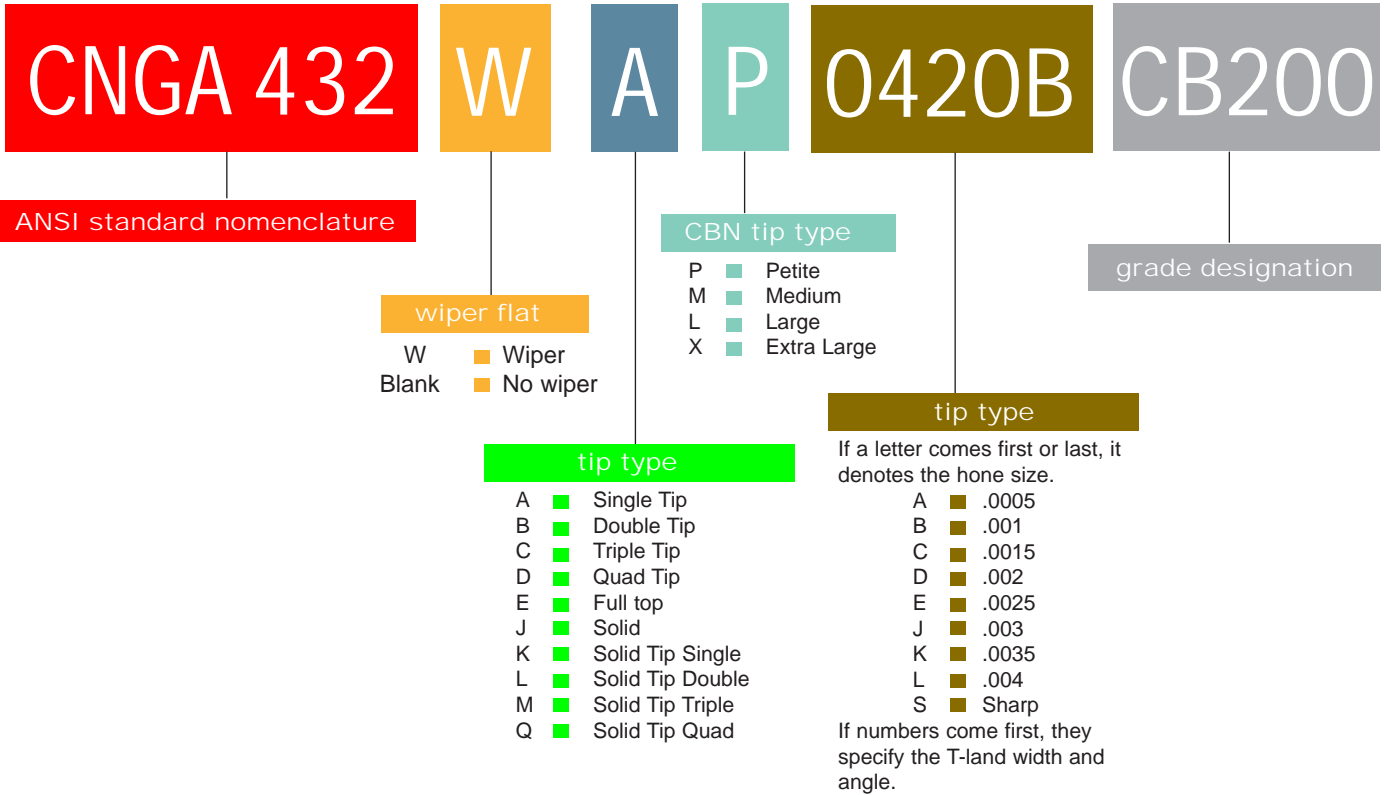 CNGA 432 W A P 0420B CB200
ANSI standard nomenclature
wiper flat
W Wiper
Blank No wiper
tip type
A Single Tip
B Double Tip
C Triple Tip
D Quad Tip
E Full top
J Solid
K Solid Tip Single
L Solid Tip Double
M Solid Tip Triple
Q Solid Tip Quad
CBN tip type
P Petite
M Medium
L Large
X Extra Large
tip type
If a letter comes first or last, it
denotes the hone size.
A .0005
B .001
C .0015
D .002
E .0025
J .003
K .0035
L .004
S Sharp
If numbers come first, they
specify the T-land width and
angle.
grade designation